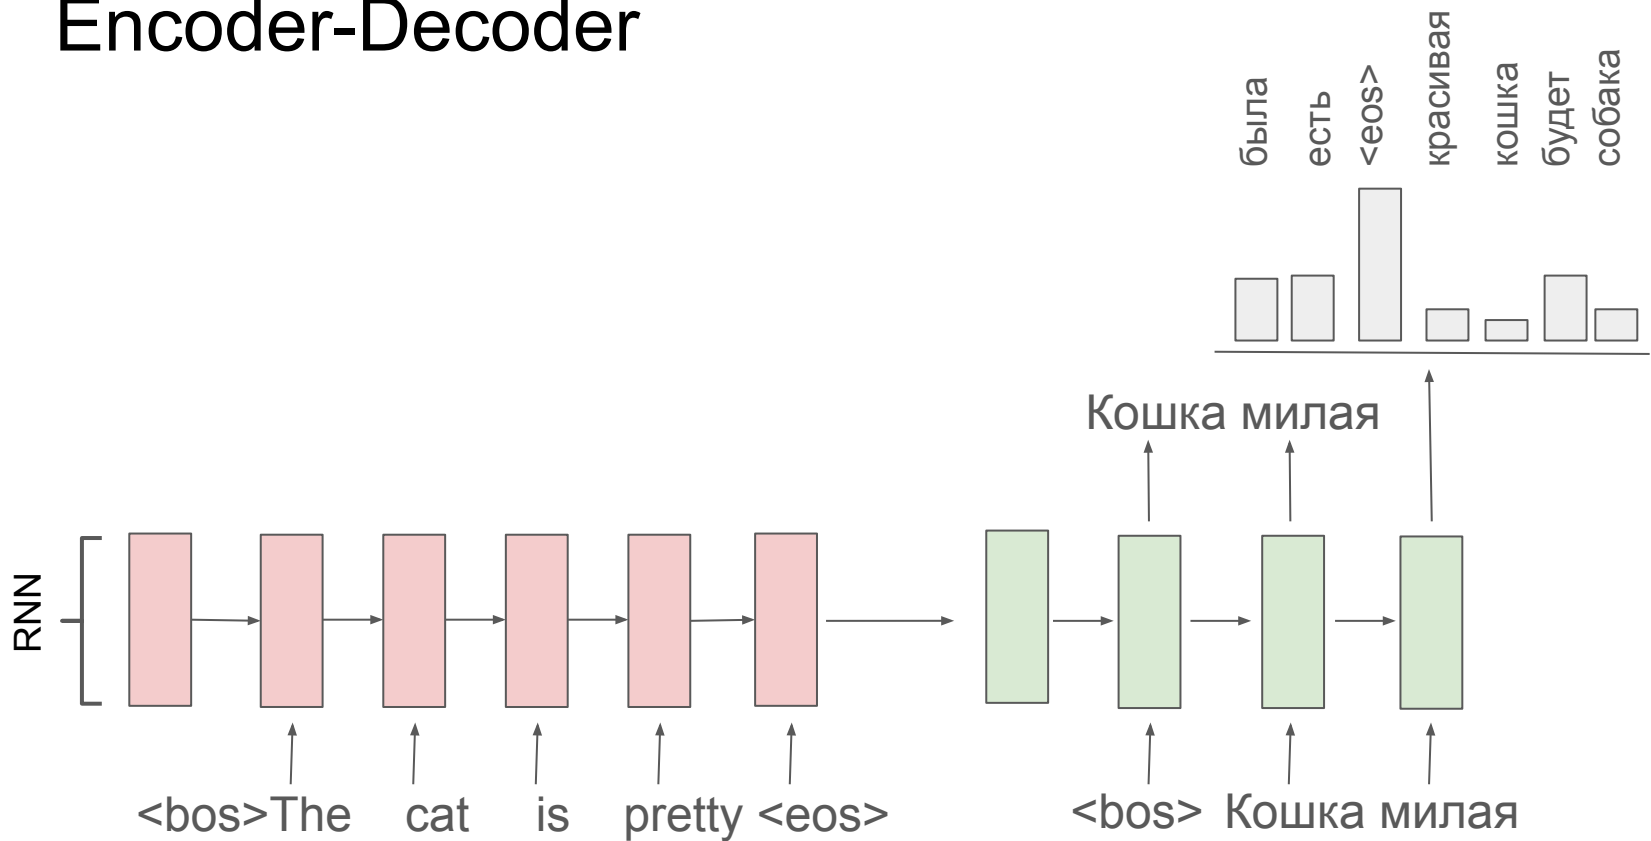 Encoder-Decoder
была
есть
<eos>
красивая
кошка
будет
собака
Кошка милая
RNN
<bos>The cat is pretty <eos>
<bos> Кошка милая